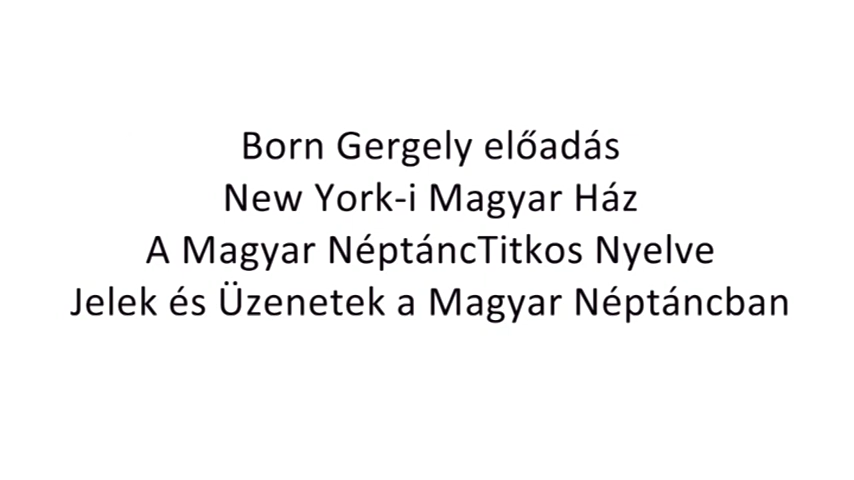 Born Gergely előadás
New York-i Magyar Ház
A Magyar NéptáncTitkos Nyelve
Jelek és Üzenetek a Magyar Néptáncban